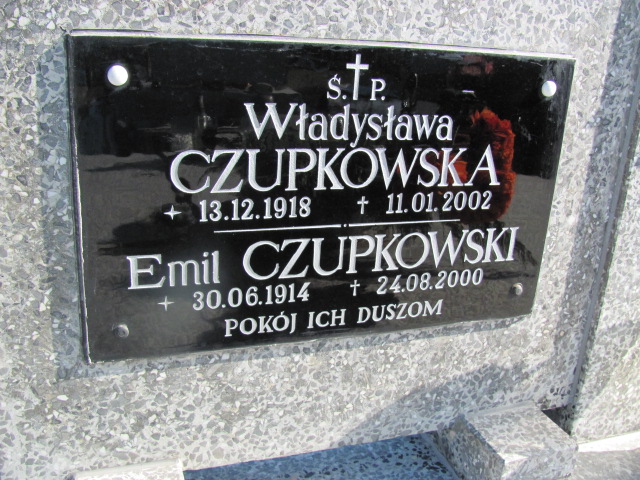 Ś. P.
Władysława
CZUPKOWSKA
13.12.1918 † 11.01.2002
Emil CZUPKOWSKI
30.06.1914 † 24.08.2000
POKÓJ ICH DUSZOM